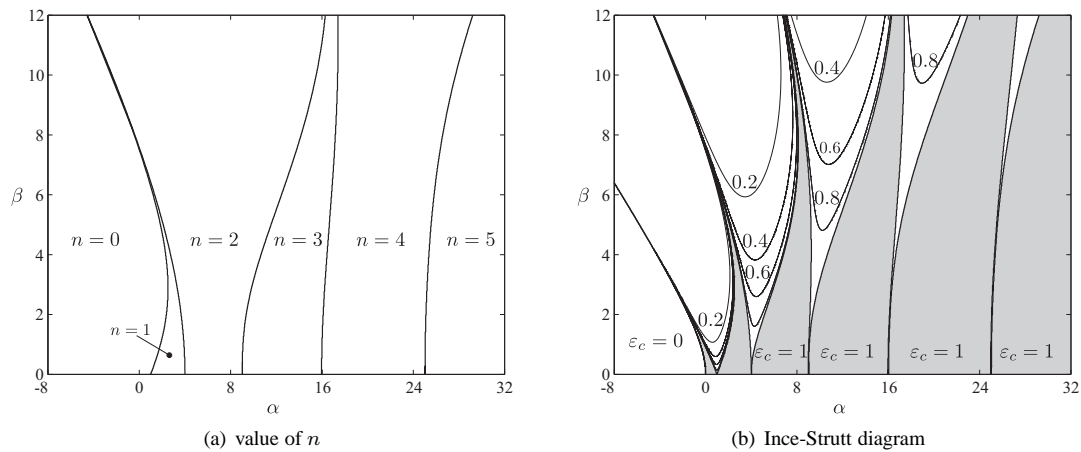 12
10
8
6
4
2
0
β
n = 0
n = 2
n = 3
n = 4
n = 5
n = 1
-8
0
8
16
24
32
α
(a) value of n
12
10
8
6
4
2
0
β
0.4
0.8
0.6
0.2
0.8
0.4
0.6
0.2
ε_c = 0
ε_c = 1
ε_c = 1
ε_c = 1
ε_c = 1
-8
0
8
16
24
32
α
(b) Ince-Strutt diagram